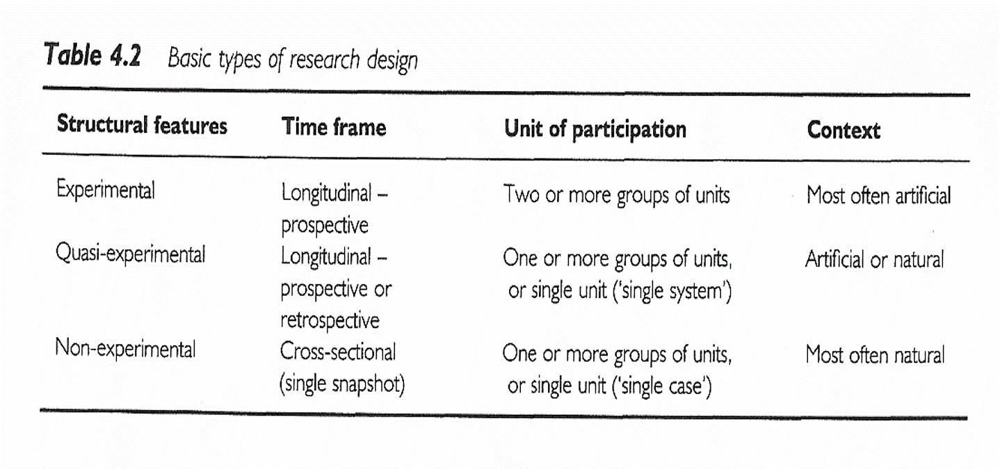 Table 4.2 Basic types of research design
Structural features Time frame Unit of participation Context
Experimental Longitudinal – Two or more groups of units Most often artificial
prospective
Quasi-experimental Longitudinal – One or more groups of units, Artificial or natural
prospective or or single unit ('single system')
retrospective
Non-experimental Cross-sectional One or more groups of units, Most often natural
(single snapshot) or single unit ('single case')